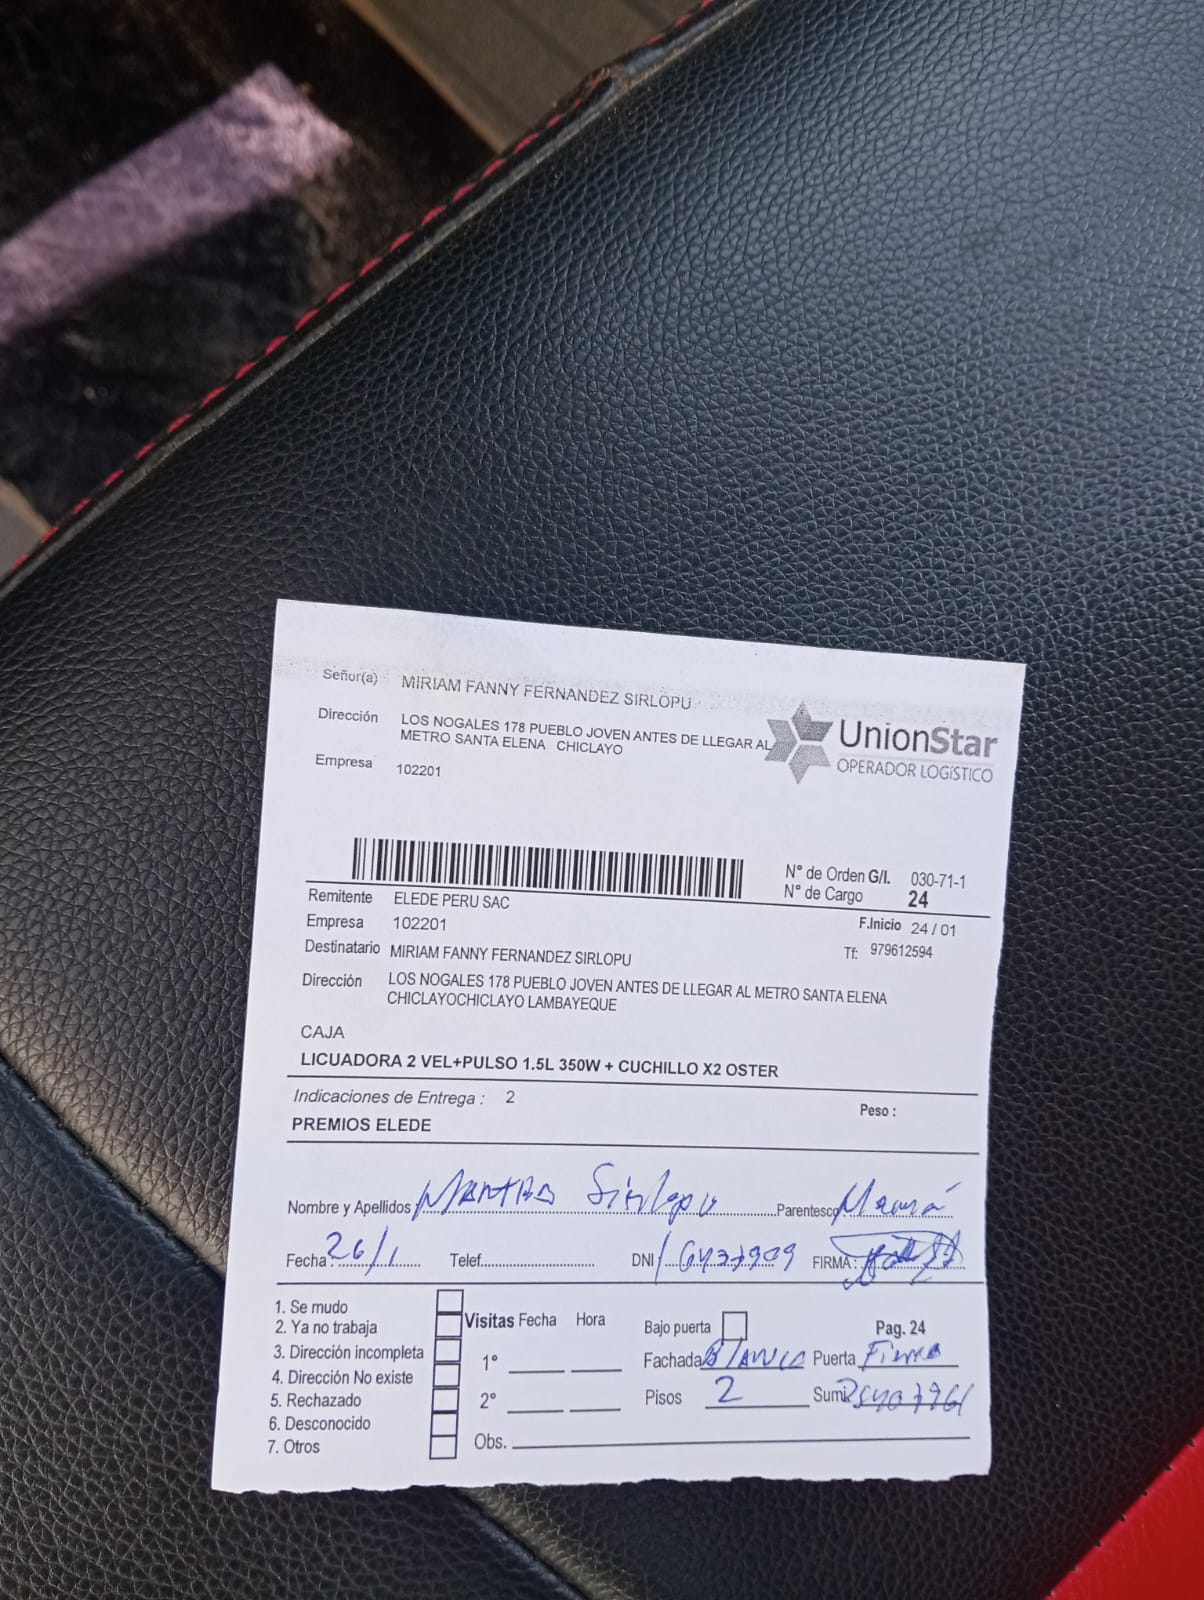 Señor(a) MIRIAM FANNY FERNANDEZ SIRLOPU
Dirección LOS NOGALES 178 PUEBLO JOVEN ANTES DE LLEGAR AL
METRO SANTA ELENA CHICLAYO
UnionStar
OPERADOR LOGÍSTICO
Empresa 102201
N° de Orden G/I. 030-71-1
N° de Cargo 24
Remitente ELEDE PERU SAC
Empresa 102201
F.Inicio 24 / 01
Destinatario MIRIAM FANNY FERNANDEZ SIRLOPU
Tf: 979612594
Dirección LOS NOGALES 178 PUEBLO JOVEN ANTES DE LLEGAR AL METRO SANTA ELENA
CHICLAYOCHICLAYO LAMBAYEQUE
CAJA
LICUADORA 2 VEL+PULSO 1.5L 350W + CUCHILLO X2 OSTER
Indicaciones de Entrega : 2
Peso :
PREMIOS ELEDE
Nombre y Apellidos Sirlopu Parentesco Mamá
Fecha: 26/1 Telef. DNI FIRMA:
1. Se mudo
2. Ya no trabaja
3. Dirección incompleta
4. Dirección No existe
5. Rechazado
6. Desconocido
7. Otros
Visitas Fecha Hora
1°
2°
Obs.
Bajo puerta Pag. 24
Fachada Blanca Puerta Fierro
Pisos 2 Sumi